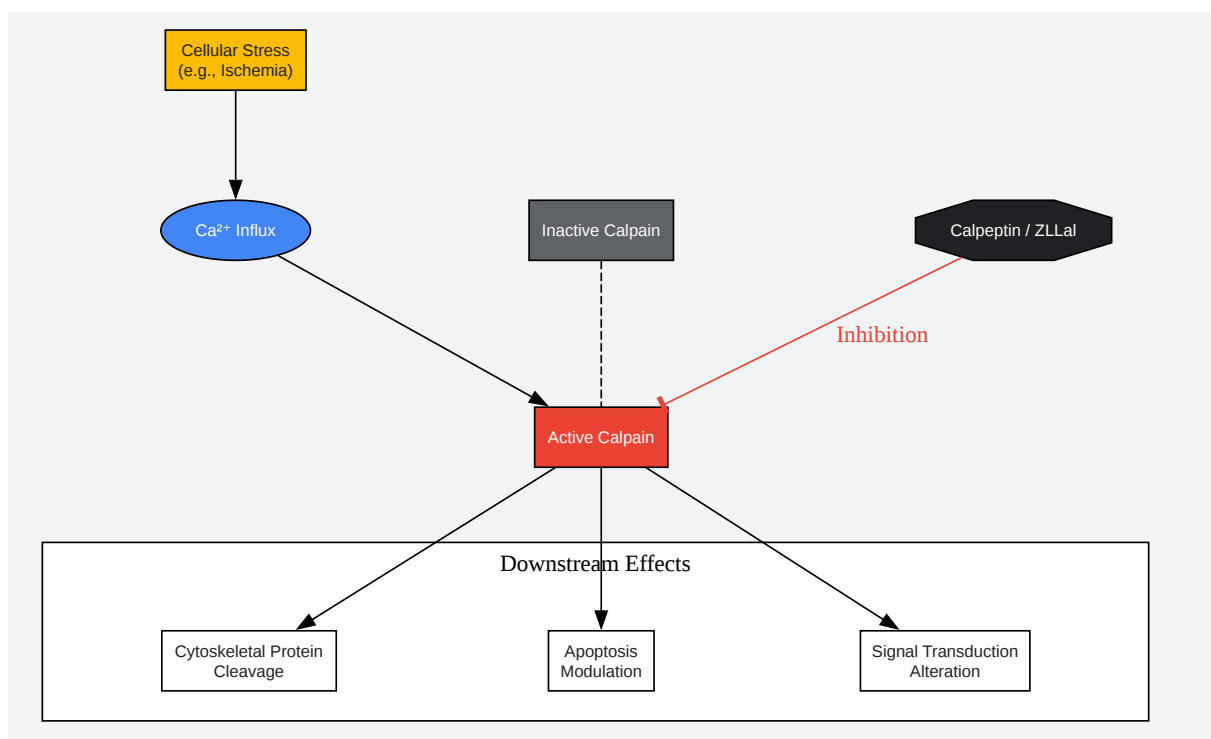 Cellular Stress
(e.g., Ischemia)
Ca²⁺ Influx
Inactive Calpain
Calpeptin / ZLLal
Inhibition
Active Calpain
Downstream Effects
Cytoskeletal Protein
Cleavage
Apoptosis
Modulation
Signal Transduction
Alteration